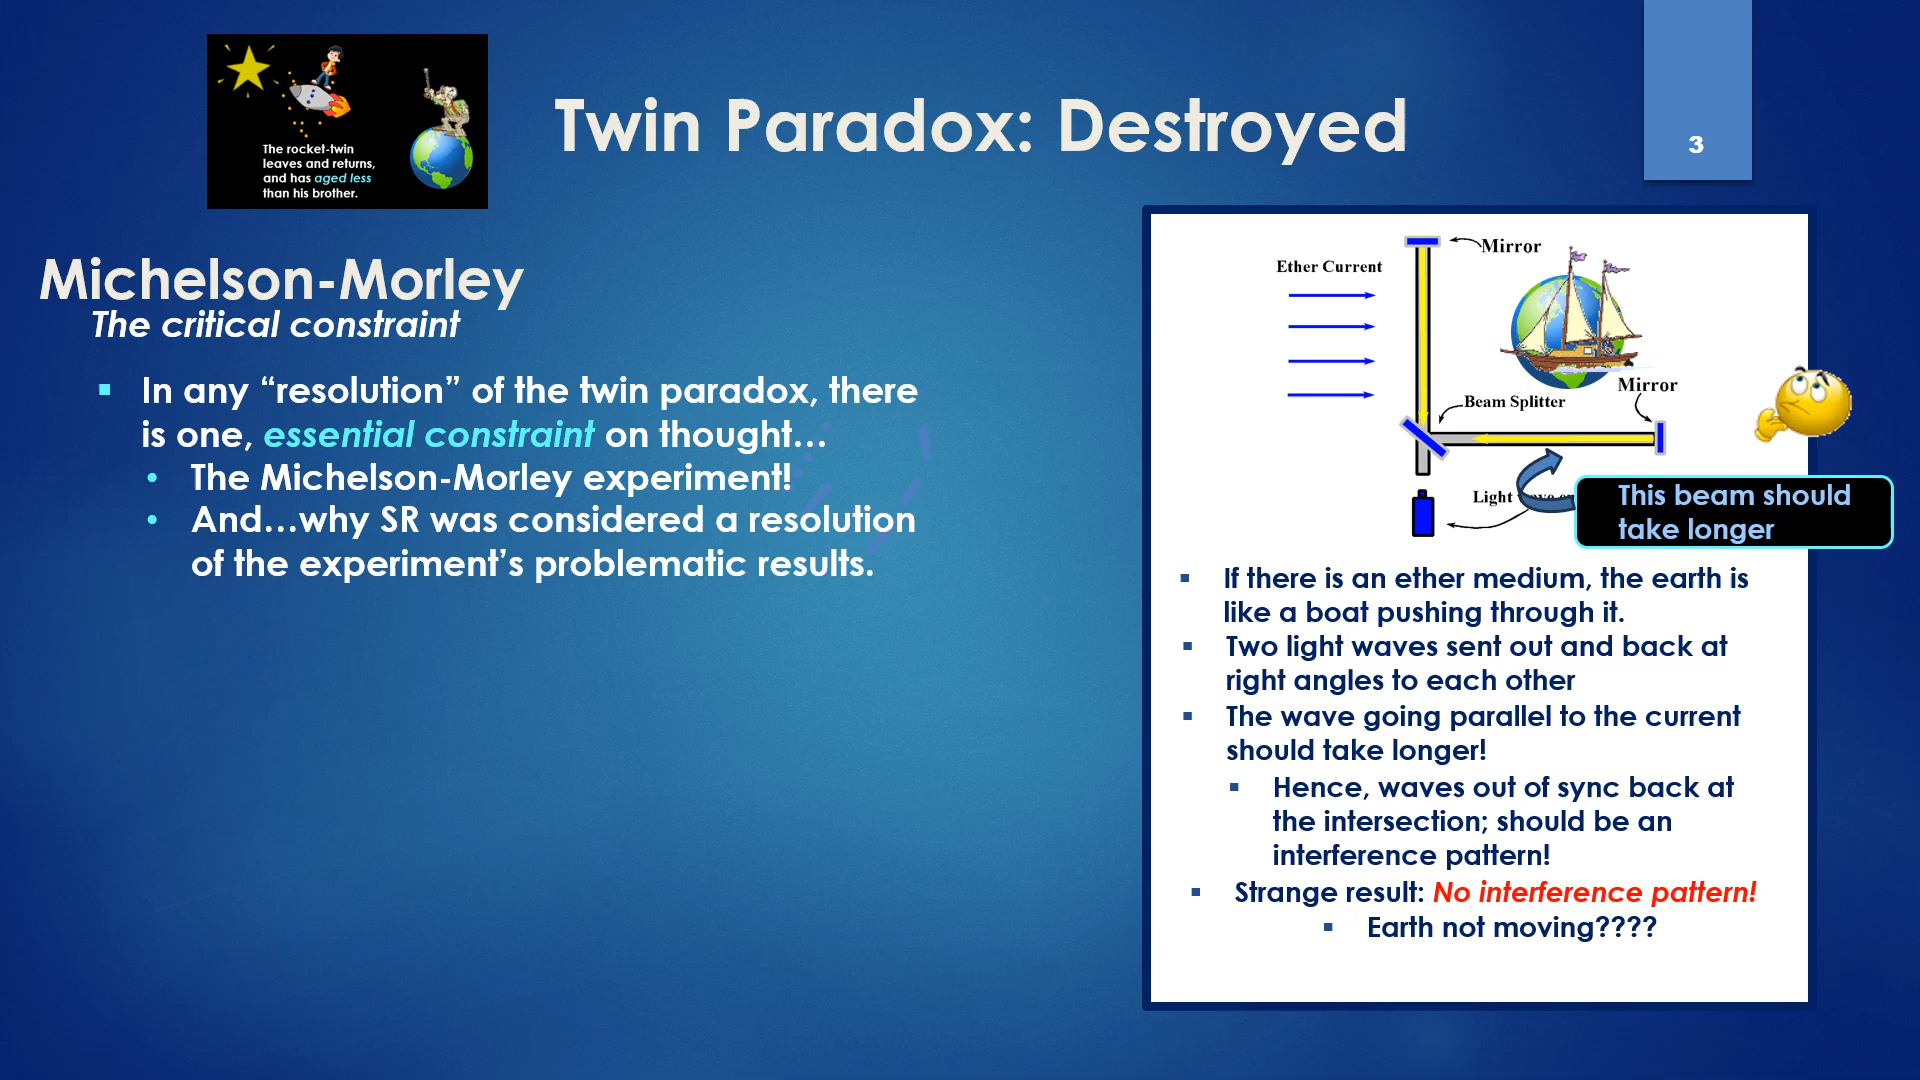 The rocket-twin
leaves and returns,
and has aged less
than his brother.
Twin Paradox: Destroyed
3
Michelson-Morley
The critical constraint
▪ In any “resolution” of the twin paradox, there
is one, essential constraint on thought…
• The Michelson-Morley experiment!
• And…why SR was considered a resolution
of the experiment’s problematic results.
Mirror
Ether Current
Mirror
Beam Splitter
Light
This beam should
take longer
▪ If there is an ether medium, the earth is
like a boat pushing through it.
▪ Two light waves sent out and back at
right angles to each other
▪ The wave going parallel to the current
should take longer!
▪ Hence, waves out of sync back at
the intersection; should be an
interference pattern!
▪ Strange result: No interference pattern!
▪ Earth not moving????